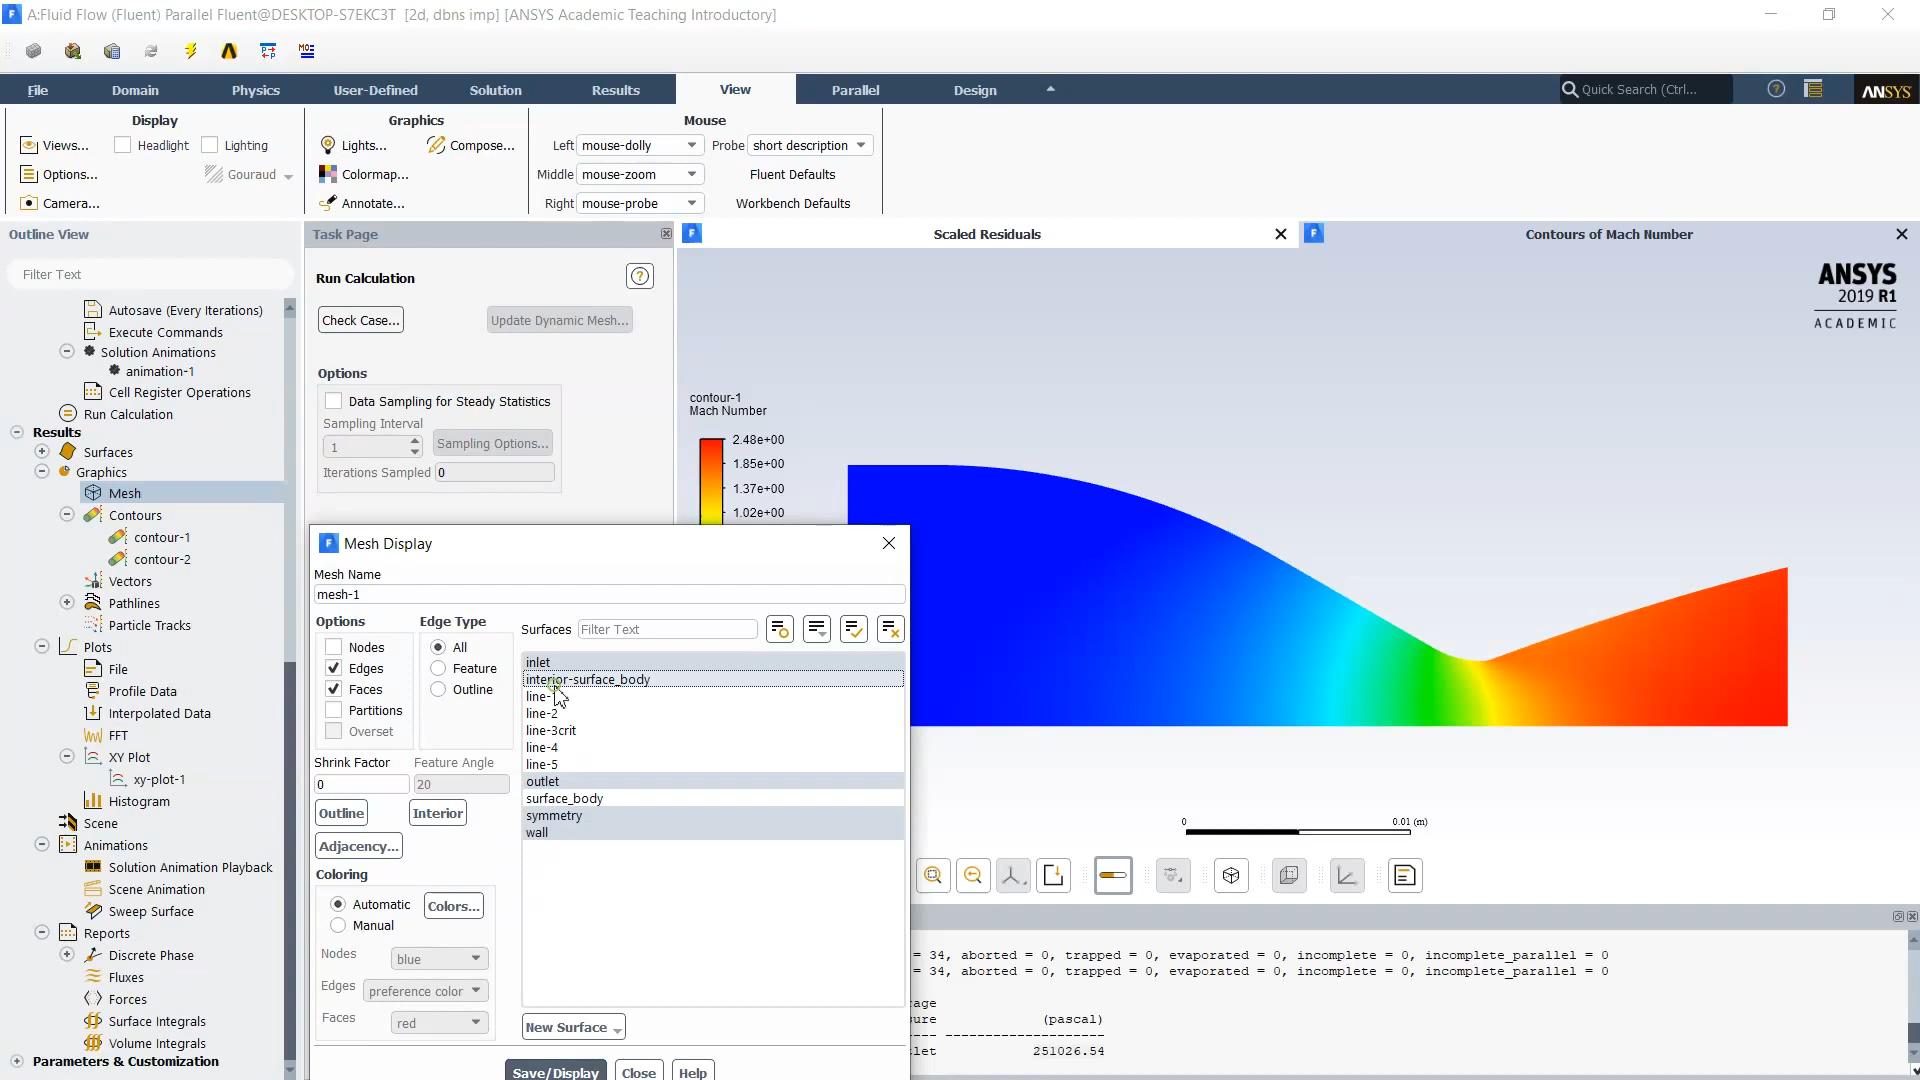 A:Fluid Flow (Fluent) Parallel Fluent@DESKTOP-S7EKC3T [2d, dbns imp] [ANSYS Academic Teaching Introductory]
File Domain Physics User-Defined Solution Results View Parallel Design Quick Search (Ctrl... ANSYS
Display Graphics Mouse
Views... Headlight Lighting Lights... Compose... Left mouse-dolly Probe short description
Options... Gouraud Colormap... Middle mouse-zoom Fluent Defaults
Camera... Annotate... Right mouse-probe Workbench Defaults
Outline View
Filter Text
Autosave (Every Iterations)
Execute Commands
Solution Animations
animation-1
Cell Register Operations
Run Calculation
Results
Surfaces
Graphics
Mesh
Contours
contour-1
contour-2
Vectors
Pathlines
Particle Tracks
Plots
File
Profile Data
Interpolated Data
FFT
XY Plot
xy-plot-1
Histogram
Scene
Animations
Solution Animation Playback
Scene Animation
Sweep Surface
Reports
Discrete Phase
Fluxes
Forces
Surface Integrals
Volume Integrals
Parameters & Customization
Task Page
Run Calculation
Check Case... Update Dynamic Mesh...
Options
Data Sampling for Steady Statistics
Sampling Interval
1 Sampling Options...
Iterations Sampled 0
Mesh Display
Mesh Name
mesh-1
Options
Nodes
Edges
Faces
Partitions
Overset
Edge Type
All
Feature
Outline
Shrink Factor Feature Angle
0 20
Outline Interior
Adjacency...
Coloring
Automatic Colors...
Manual
Nodes blue
Edges preference color
Faces red
Surfaces Filter Text
inlet
interior-surface_body
line-
line-2
line-3crit
line-4
line-5
outlet
surface_body
symmetry
wall
New Surface
Save/Display Close Help
Scaled Residuals Contours of Mach Number
ANSYS
2019 R1
ACADEMIC
contour-1
Mach Number
2.48e+00
1.85e+00
1.37e+00
1.02e+00
0 0.01 (m)
= 34, aborted = 0, trapped = 0, evaporated = 0, incomplete = 0, incomplete_parallel = 0
= 34, aborted = 0, trapped = 0, evaporated = 0, incomplete = 0, incomplete_parallel = 0
age
ure (pascal)
-- --------------------
let 251026.54